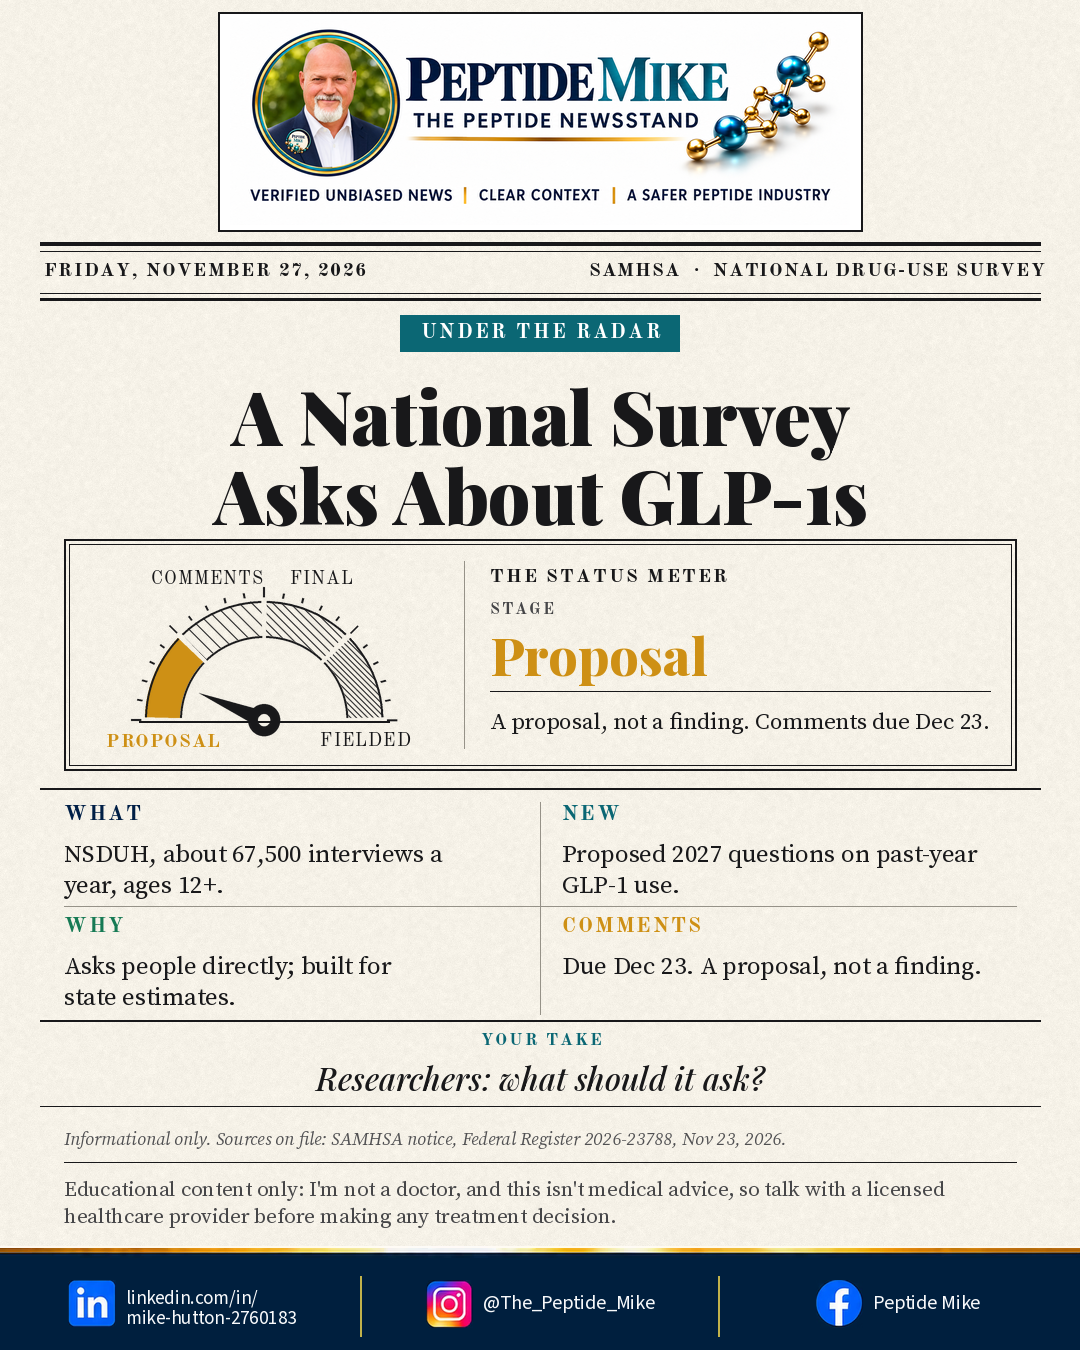 PEPTIDEMIKE
THE PEPTIDE NEWSSTAND
VERIFIED UNBIASED NEWS | CLEAR CONTEXT | A SAFER PEPTIDE INDUSTRY
FRIDAY, NOVEMBER 27, 2026
SAMHSA · NATIONAL DRUG-USE SURVEY
UNDER THE RADAR
A National Survey
Asks About GLP-1s
COMMENTS FINAL
PROPOSAL FIELDED
THE STATUS METER
STAGE
Proposal
A proposal, not a finding. Comments due Dec 23.
WHAT
NSDUH, about 67,500 interviews a
year, ages 12+.
NEW
Proposed 2027 questions on past-year
GLP-1 use.
WHY
Asks people directly; built for
state estimates.
COMMENTS
Due Dec 23. A proposal, not a finding.
YOUR TAKE
Researchers: what should it ask?
Informational only. Sources on file: SAMHSA notice, Federal Register 2026-23788, Nov 23, 2026.
Educational content only: I'm not a doctor, and this isn't medical advice, so talk with a licensed
healthcare provider before making any treatment decision.
linkedin.com/in/
mike-hutton-2760183
@The_Peptide_Mike
Peptide Mike